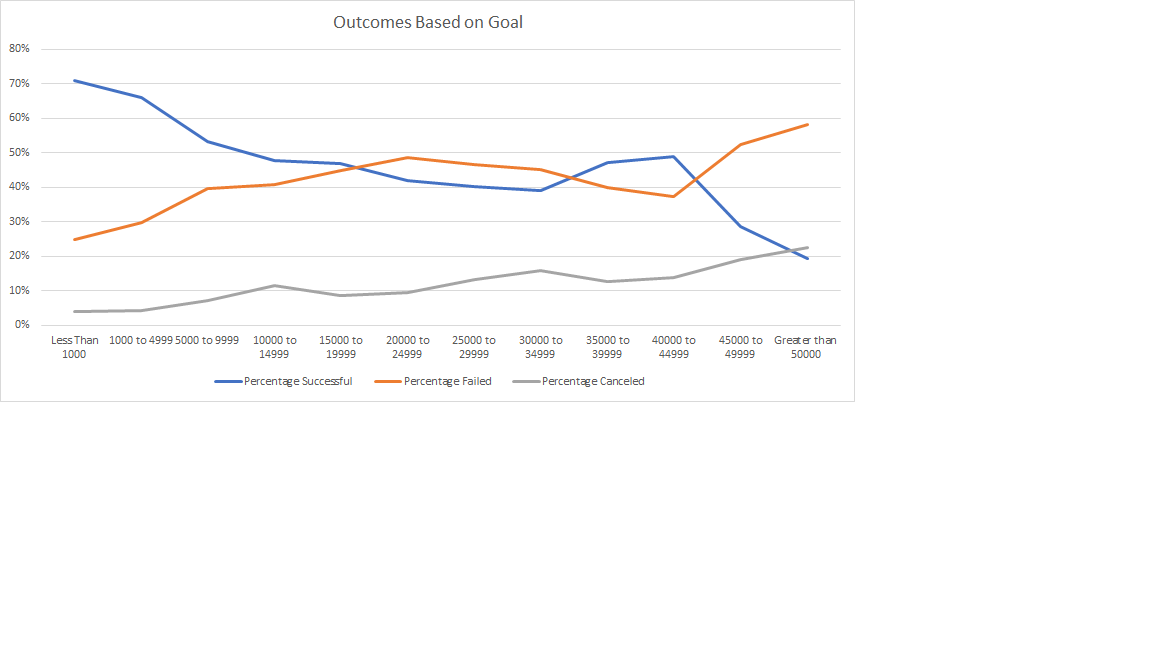 Outcomes Based on Goal
80%
70%
60%
50%
40%
30%
20%
10%
0%
Less Than 1000 to 4999 5000 to 9999 10000 to 15000 to 20000 to 25000 to 30000 to 35000 to 40000 to 45000 to Greater than
1000 14999 19999 24999 29999 34999 39999 44999 49999 50000
Percentage Successful Percentage Failed Percentage Canceled